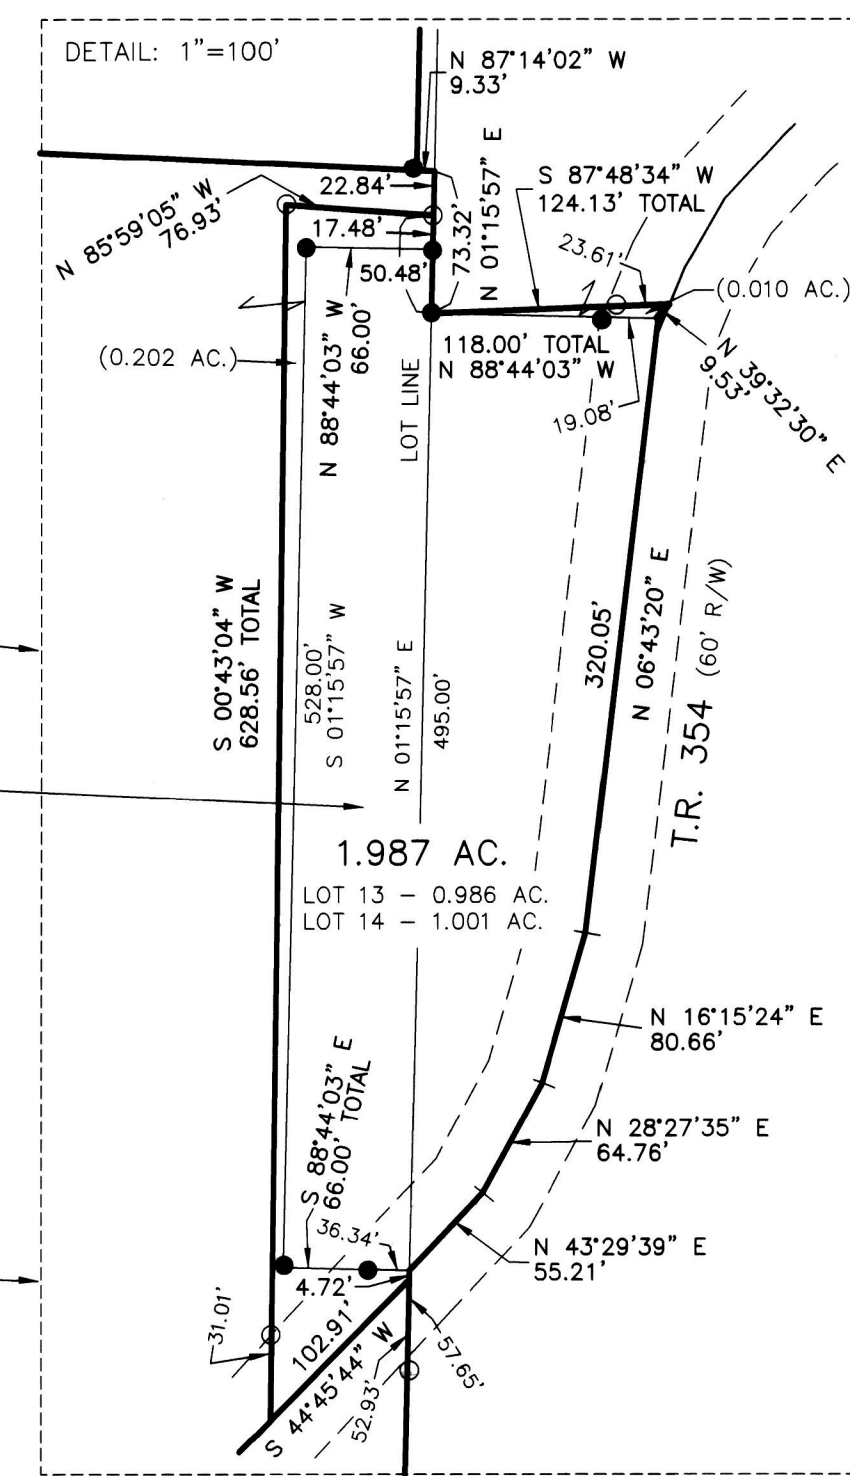 DETAIL: 1"=100'
N 87°14'02" W
9.33'
N 01°15'57" E
73.32'
22.84'
S 87°48'34" W
124.13' TOTAL
N 85°59'05" W
76.93'
17.48'
23.61'
50.48'
(0.010 AC.)
N 88°44'03" W
66.00'
(0.202 AC.)
118.00' TOTAL
N 88°44'03" W
N 39°32'30" E
9.53'
LOT LINE
19.08'
S 00°43'04" W
628.56' TOTAL
528.00'
S 01°15'57" W
N 01°15'57" E
495.00'
320.05'
N 06°43'20" E
T.R. 354 (60' R/W)
1.987 AC.
LOT 13 – 0.986 AC.
LOT 14 – 1.001 AC.
N 16°15'24" E
80.66'
S 88°44'03" E
66.00' TOTAL
N 28°27'35" E
64.76'
36.34'
N 43°29'39" E
55.21'
4.72'
31.01'
102.91'
S 44°45'44" W
57.65'
52.93'